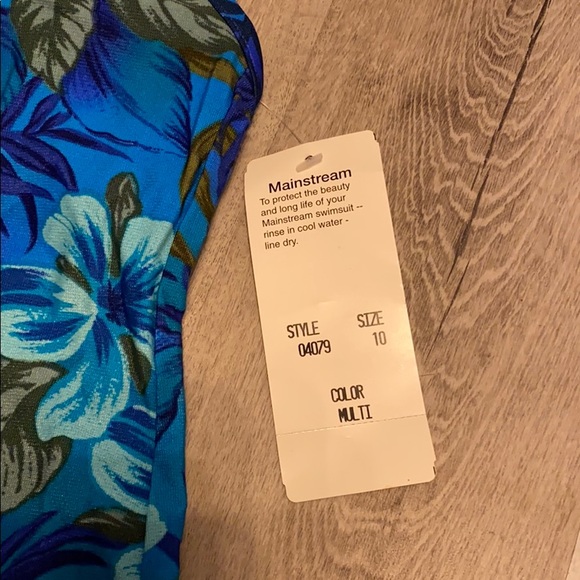 Mainstream
To protect the beauty
and long life of your
Mainstream swimsuit --
rinse in cool water -
line dry.
STYLE SIZE
04079 10
COLOR
MULTI